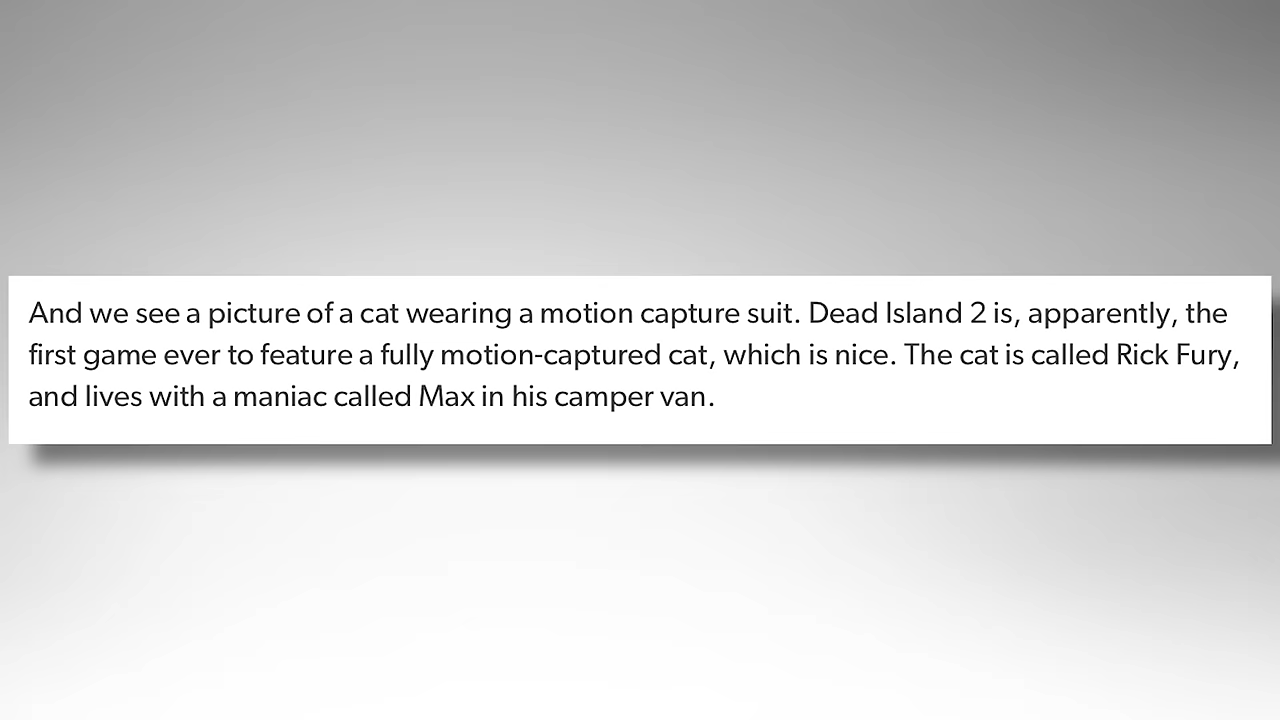 And we see a picture of a cat wearing a motion capture suit. Dead Island 2 is, apparently, the
first game ever to feature a fully motion-captured cat, which is nice. The cat is called Rick Fury,
and lives with a maniac called Max in his camper van.